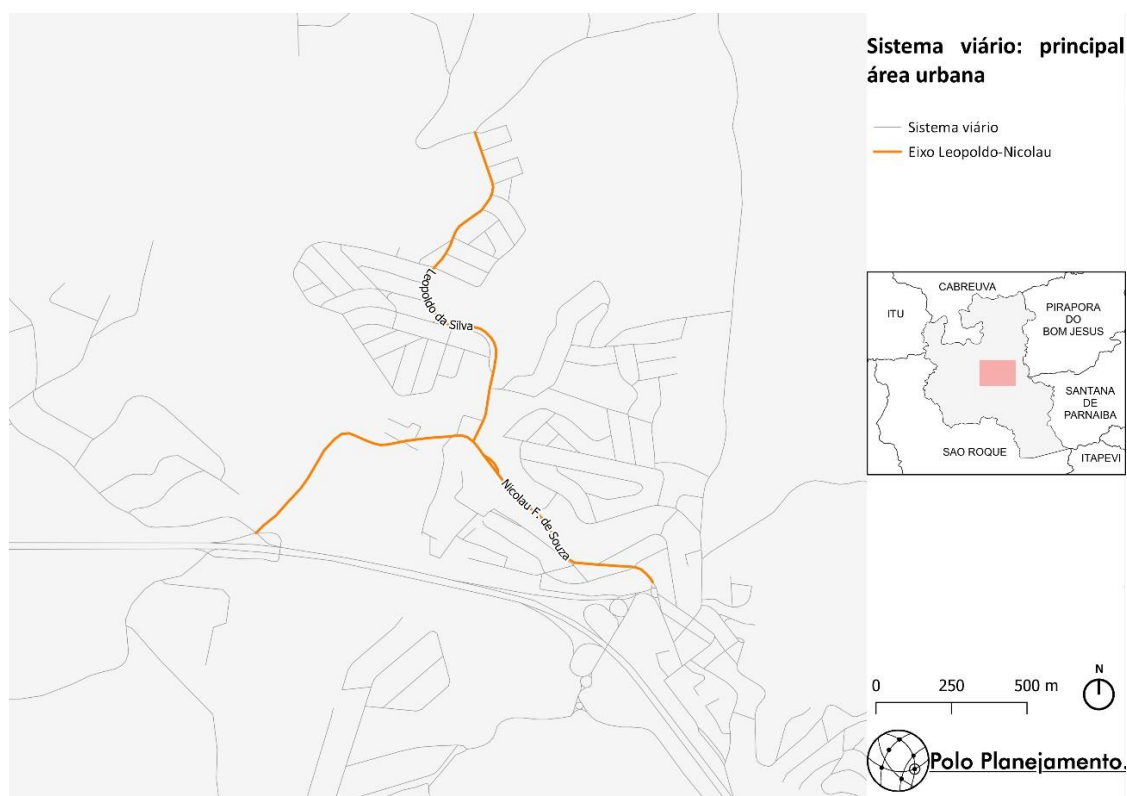 Sistema viário: principal
área urbana
Sistema viário
Eixo Leopoldo-Nicolau
Leopoldo da Silva
Nicolau F. de Souza
CABREUVA
ITU
PIRAPORA
DO
BOM JESUS
SANTANA
DE
PARNAIBA
SAO ROQUE
ITAPEVI
N
0 250 500 m
Polo Planejamento.